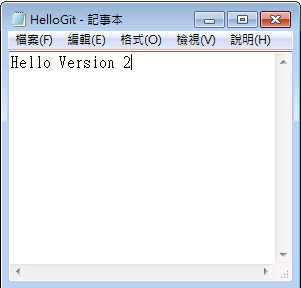 HelloGit - 記事本
檔案(F) 編輯(E) 格式(O) 檢視(V) 說明(H)
Hello Version 2